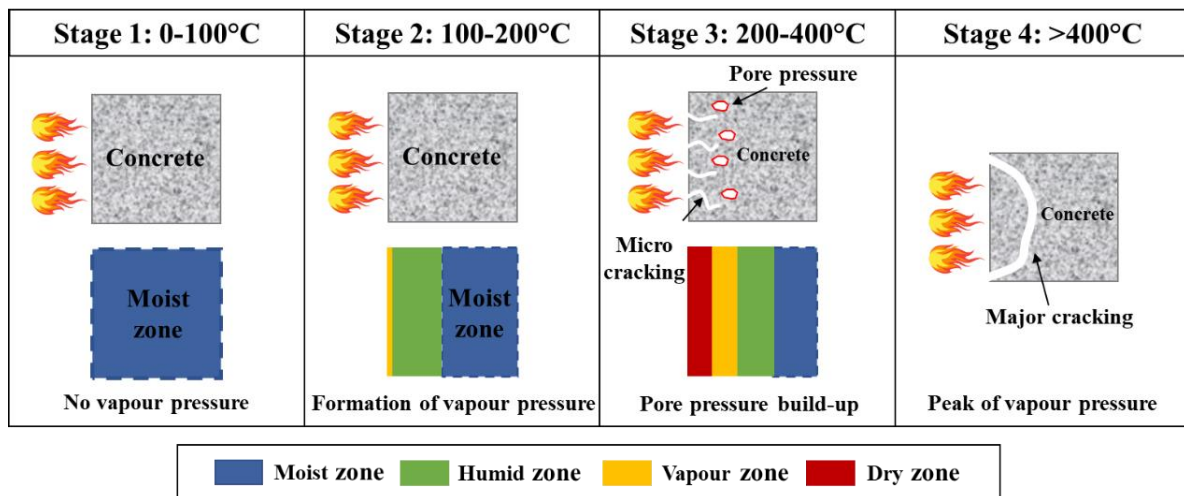 Stage 1: 0-100°C
Stage 2: 100-200°C
Stage 3: 200-400°C
Stage 4: >400°C
Concrete
Moist
zone
No vapour pressure
Concrete
Moist
zone
Formation of vapour pressure
Pore pressure
Concrete
Micro
cracking
Pore pressure build-up
Concrete
Major cracking
Peak of vapour pressure
Moist zone
Humid zone
Vapour zone
Dry zone